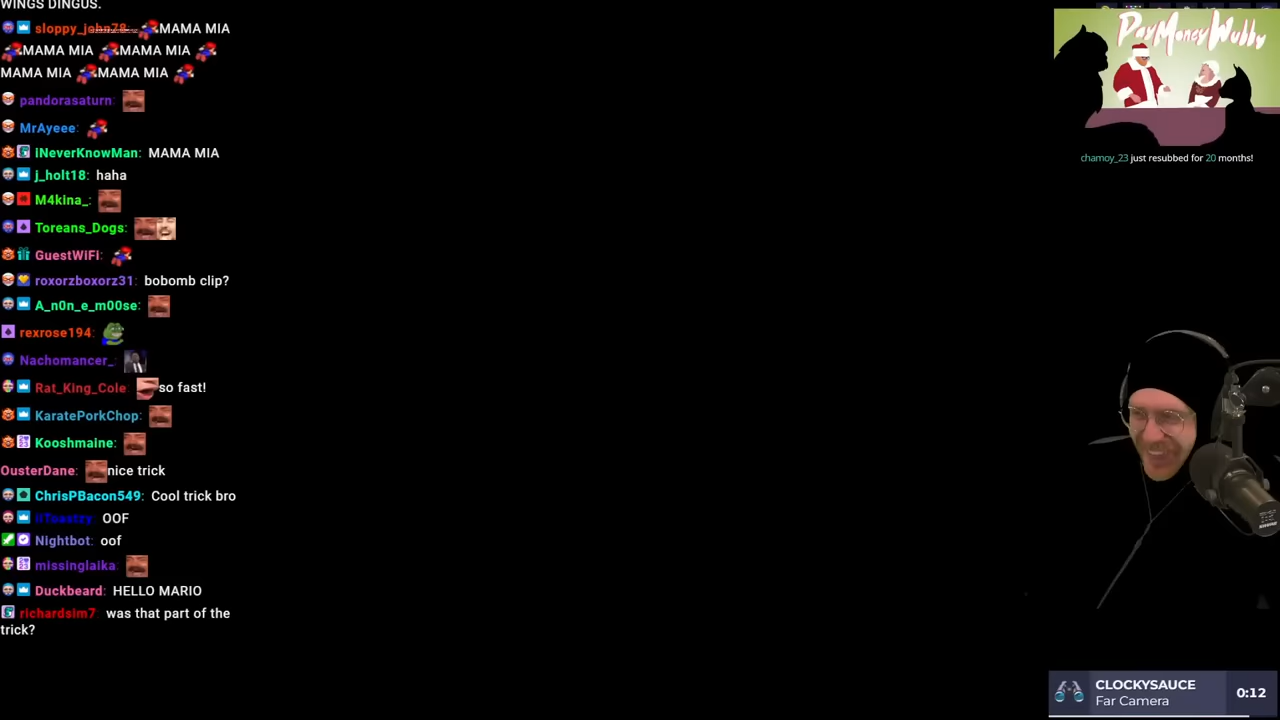 WINGS DINGUS.
sloppy_john78: MAMA MIA
MAMA MIA MAMA MIA
MAMA MIA MAMA MIA
pandorasaturn:
MrAyeee:
iNeverKnowMan: MAMA MIA
j_holt18: haha
M4kina_:
Toreans_Dogs:
GuestWiFi:
roxorzboxorz31: bobomb clip?
A_n0n_e_m00se:
rexrose194:
Nachomancer_:
Rat_King_Cole: so fast!
KaratePorkChop:
Kooshmaine:
OusterDane: nice trick
ChrisPBacon549: Cool trick bro
OOF
Nightbot: oof
missinglaika:
Duckbeard: HELLO MARIO
richardsim7 was that part of the
trick?
PayMoneyWubby
chamoy_23 just resubbed for 20 months!
CLOCKYSAUCE
Far Camera
0:12